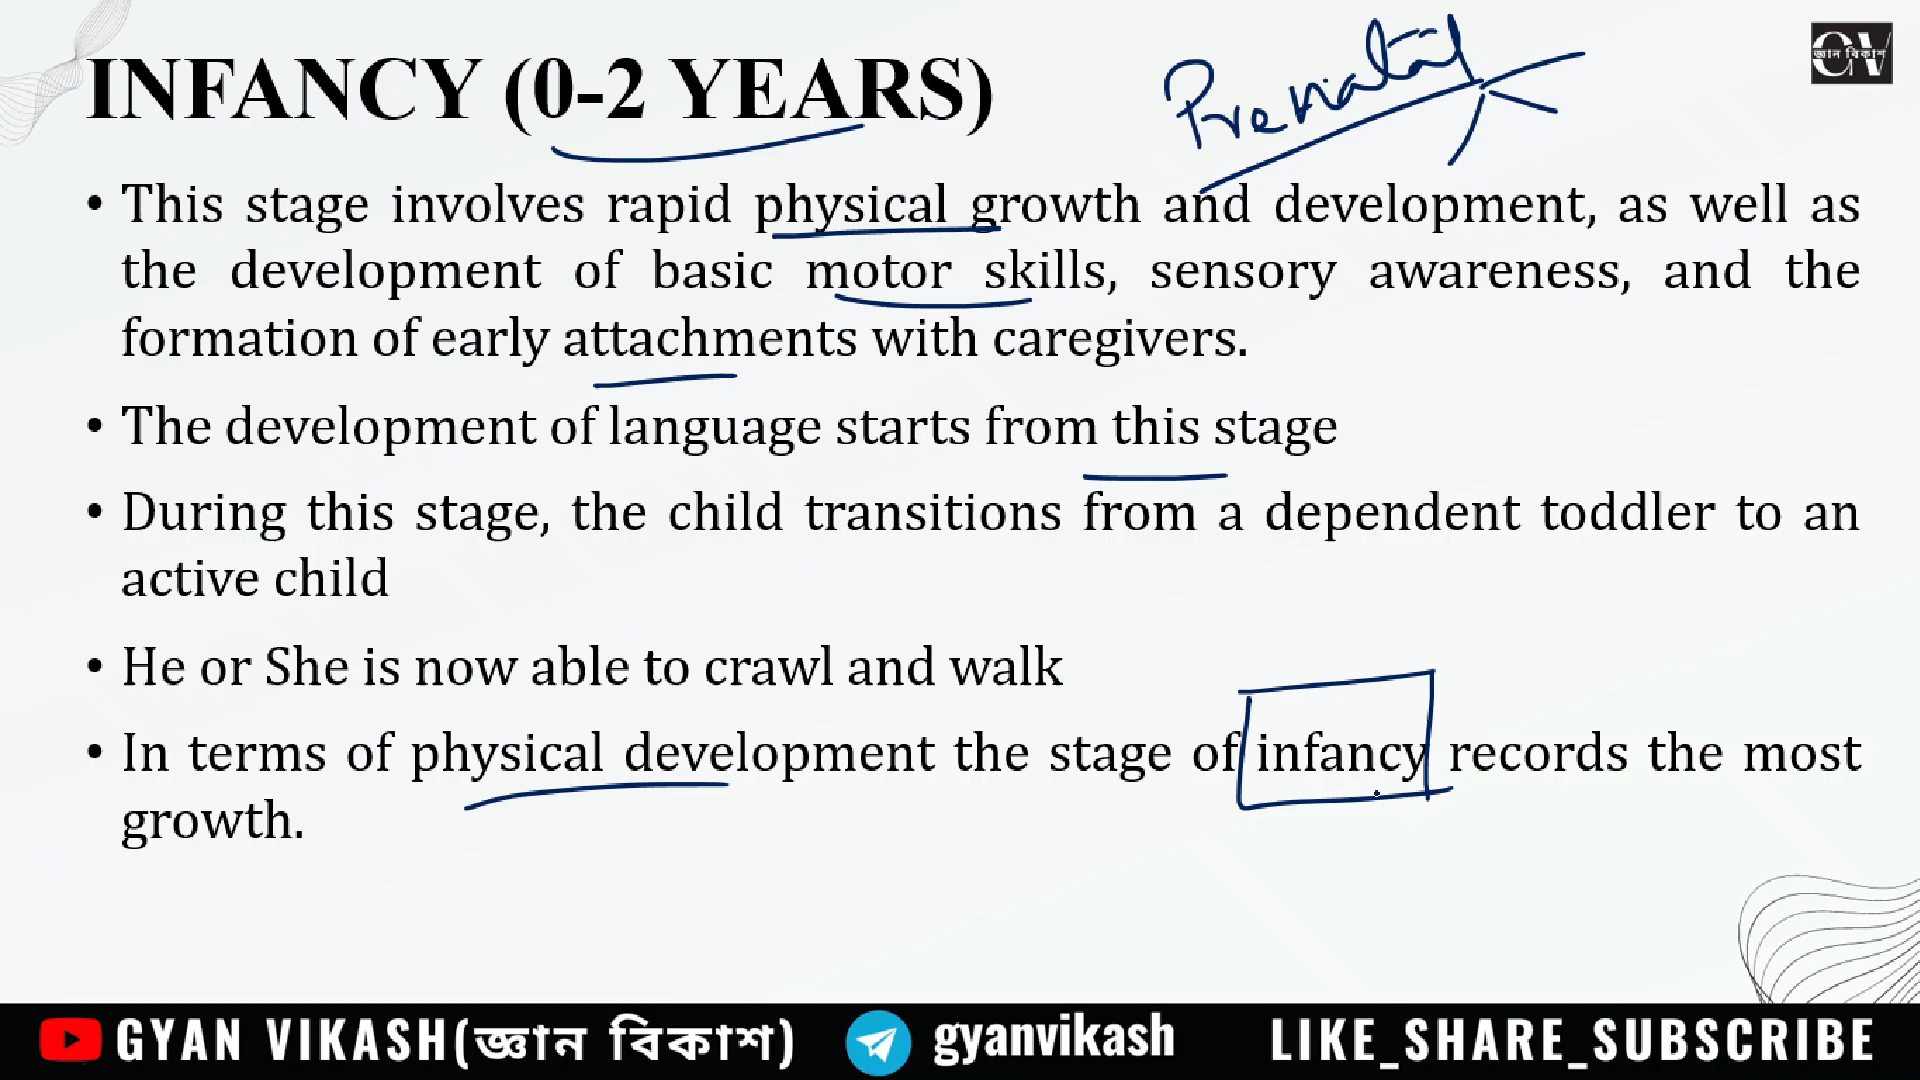 INFANCY (0-2 YEARS)
Prenatal
GV
জ্ঞান বিকাশ
• This stage involves rapid physical growth and development, as well as
the development of basic motor skills, sensory awareness, and the
formation of early attachments with caregivers.
• The development of language starts from this stage
• During this stage, the child transitions from a dependent toddler to an
active child
• He or She is now able to crawl and walk
• In terms of physical development the stage of infancy records the most
growth.
GYAN VIKASH(জ্ঞান বিকাশ) gyanvikash LIKE_SHARE_SUBSCRIBE